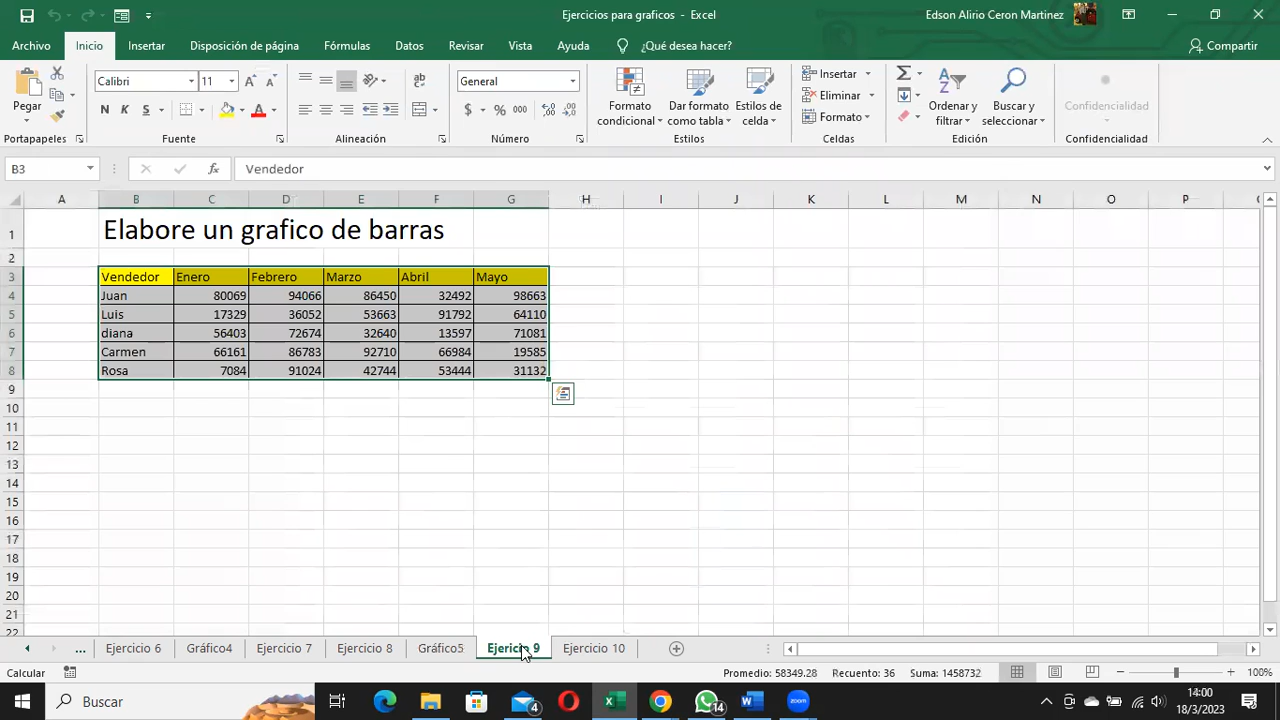 Ejercicios para graficos - Excel
Edson Alirio Ceron Martinez
Archivo Inicio Insertar Disposición de página Fórmulas Datos Revisar Vista Ayuda ¿Qué desea hacer? Compartir
Pegar
Portapapeles
Calibri 11
N K S
Fuente
ab
Alineación
General
$ % 000
Número
Formato condicional
Dar formato como tabla
Estilos de celda
Estilos
Insertar
Eliminar
Formato
Celdas
Ordenar y filtrar
Buscar y seleccionar
Edición
Confidencialidad
Confidencialidad
B3 fx Vendedor
A B C D E F G H I J K L M N O P
1 Elabore un grafico de barras
2
3 Vendedor Enero Febrero Marzo Abril Mayo
4 Juan 80069 94066 86450 32492 98663
5 Luis 17329 36052 53663 91792 64110
6 diana 56403 72674 32640 13597 71081
7 Carmen 66161 86783 92710 66984 19585
8 Rosa 7084 91024 42744 53444 31132
9
10
11
12
13
14
15
16
17
18
19
20
21
22
... Ejercicio 6 Gráfico4 Ejercicio 7 Ejercicio 8 Gráfico5 Ejericio 9 Ejercicio 10
Calcular Promedio: 58349.28 Recuento: 36 Suma: 1458732 100%
Buscar 4 14 zoom 14:00
18/3/2023